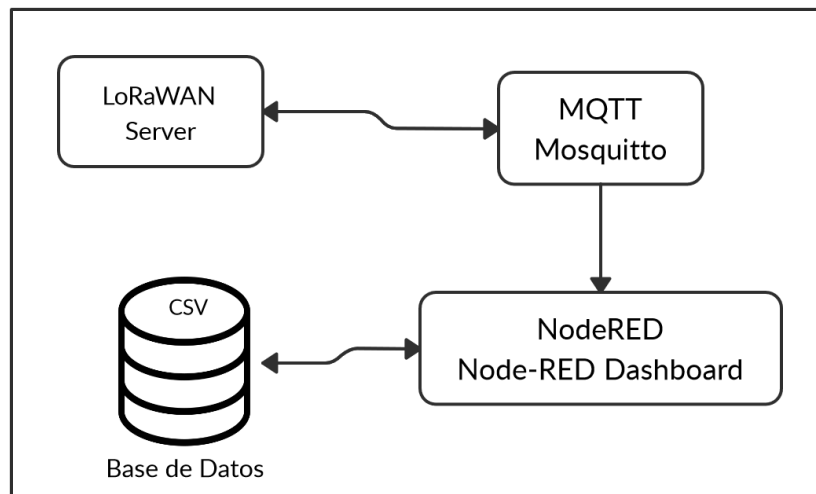 LoRaWAN
Server
MQTT
Mosquitto
CSV
NodeRED
Node-RED Dashboard
Base de Datos